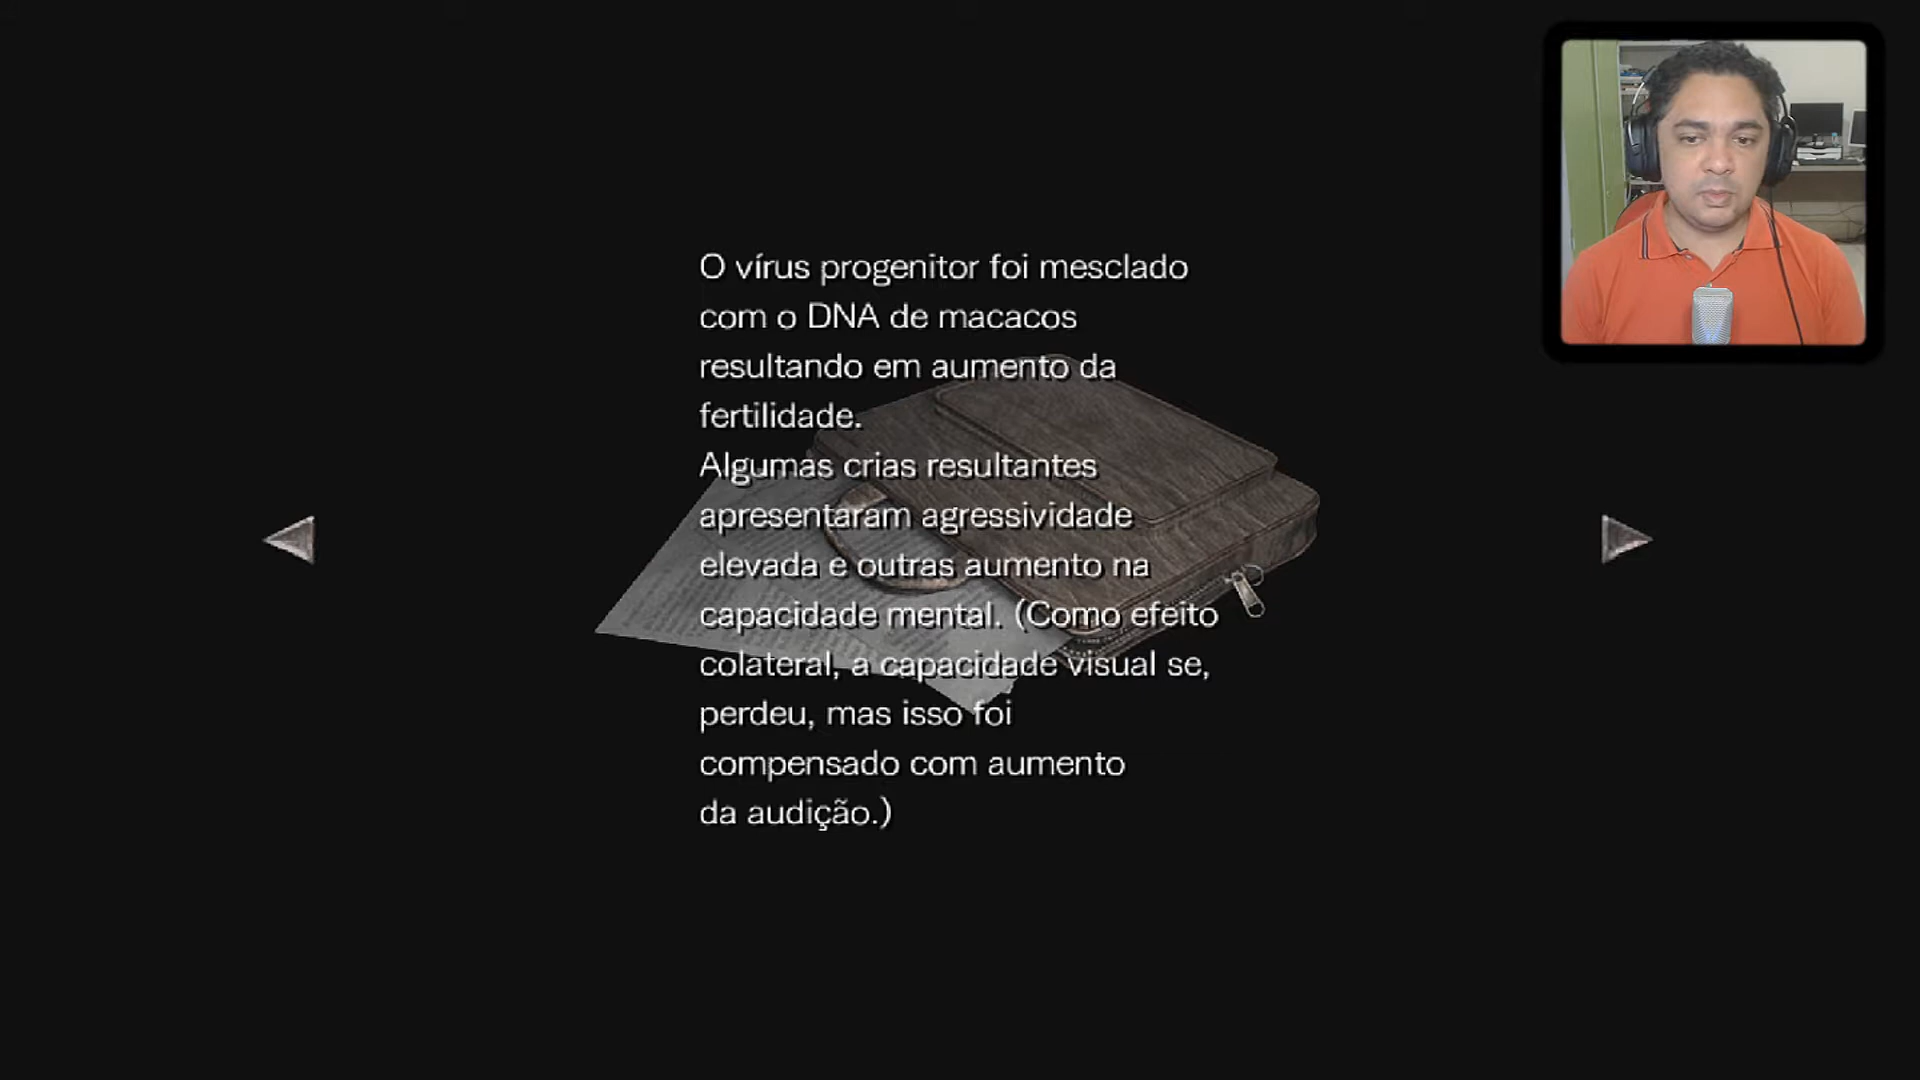 O vírus progenitor foi mesclado
com o DNA de macacos
resultando em aumento da
fertilidade.
Algumas crias resultantes
apresentaram agressividade
elevada e outras aumento na
capacidade mental. (Como efeito
colateral, a capacidade visual se,
perdeu, mas isso foi
compensado com aumento
da audição.)